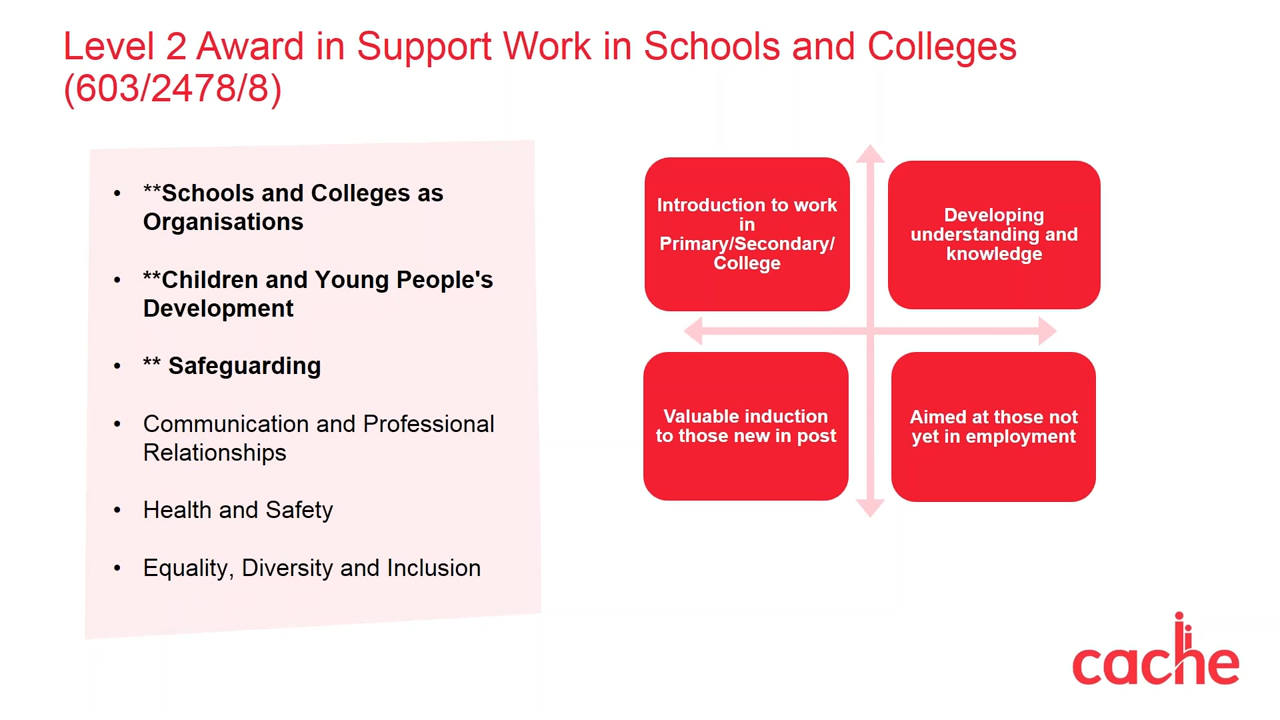 Level 2 Award in Support Work in Schools and Colleges
(603/2478/8)
• **Schools and Colleges as
Organisations
• **Children and Young People's
Development
• ** Safeguarding
• Communication and Professional
Relationships
• Health and Safety
• Equality, Diversity and Inclusion
Introduction to work
in
Primary/Secondary/
College
Developing
understanding and
knowledge
Valuable induction
to those new in post
Aimed at those not
yet in employment
cache